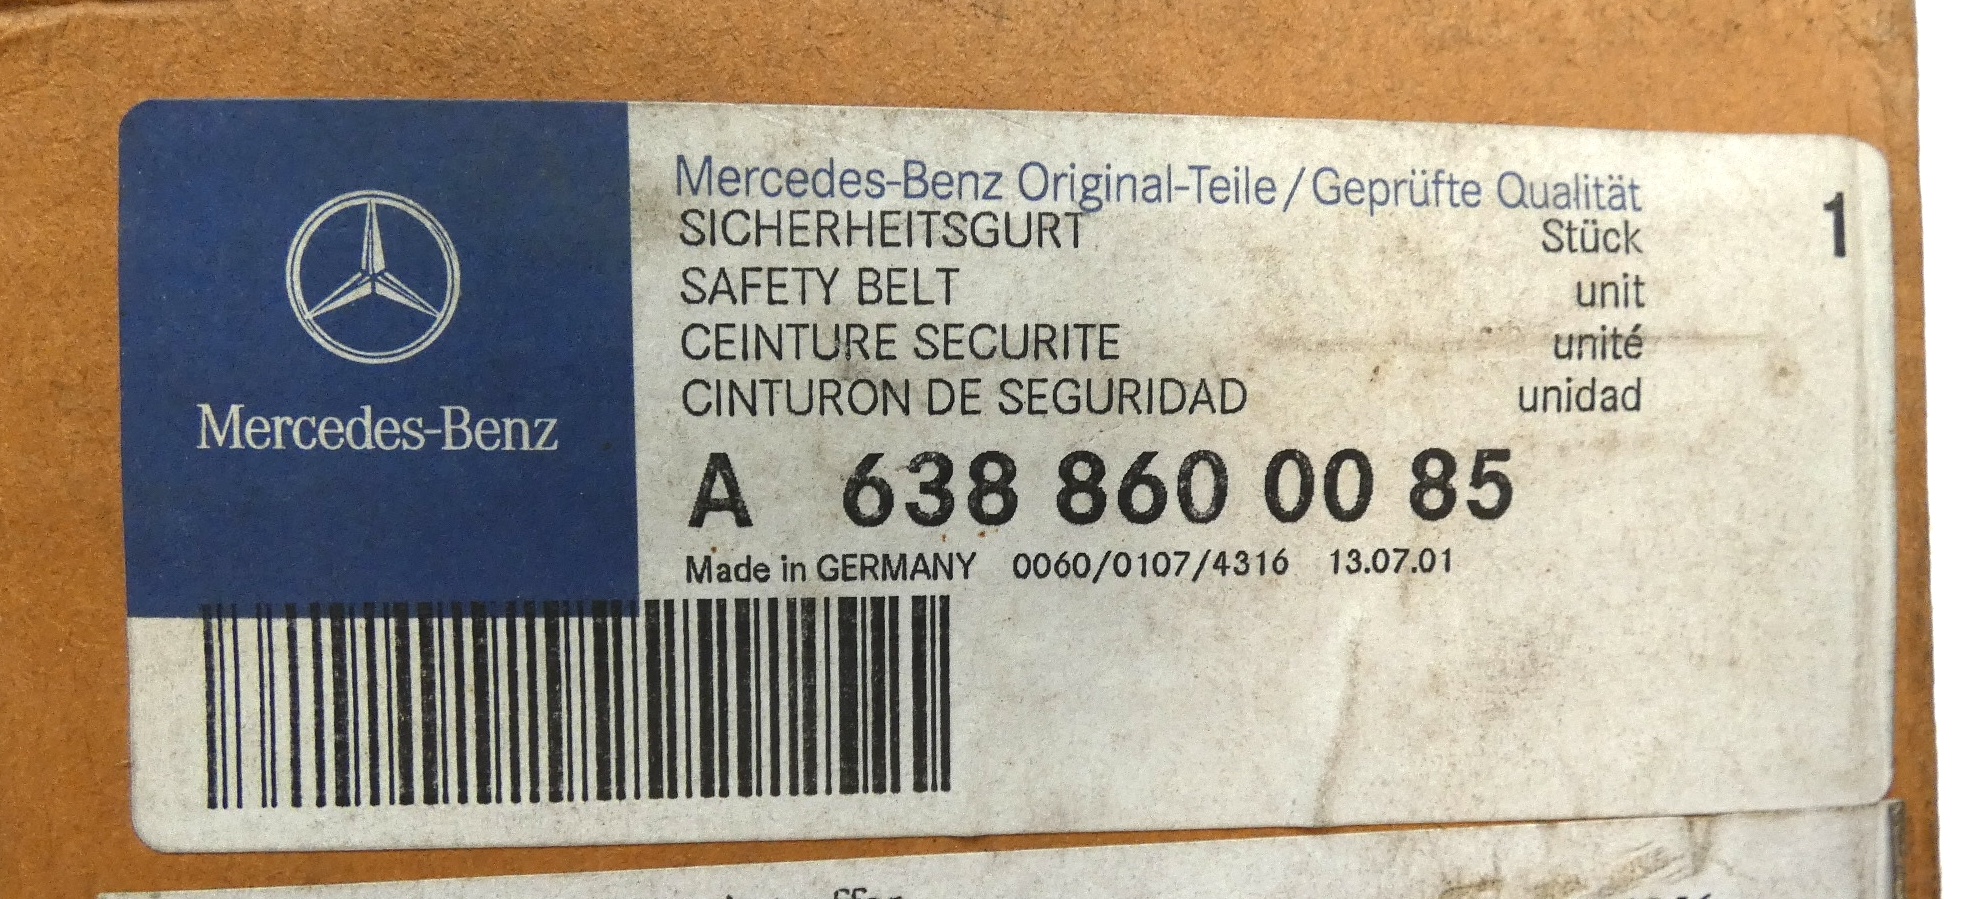 Mercedes-Benz
Mercedes-Benz Original-Teile/Geprüfte Qualität
SICHERHEITSGURT Stück 1
SAFETY BELT unit
CEINTURE SECURITE unité
CINTURON DE SEGURIDAD unidad
A 638 860 00 85
Made in GERMANY 0060/0107/4316 13.07.01